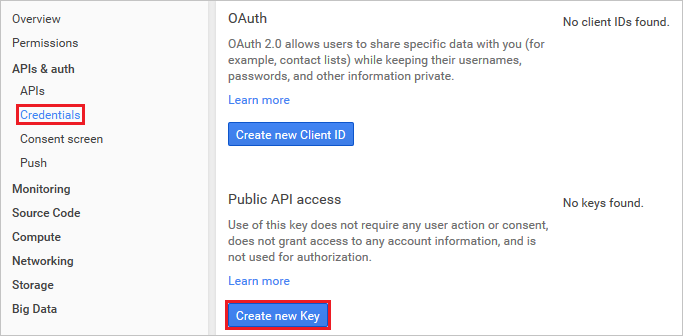 Overview
Permissions
APIs & auth
APIs
Credentials
Consent screen
Push
Monitoring
Source Code
Compute
Networking
Storage
Big Data
OAuth
OAuth 2.0 allows users to share specific data with you (for
example, contact lists) while keeping their usernames,
passwords, and other information private.
Learn more
Create new Client ID
No client IDs found.
Public API access
Use of this key does not require any user action or consent,
does not grant access to any account information, and is
not used for authorization.
Learn more
Create new Key
No keys found.